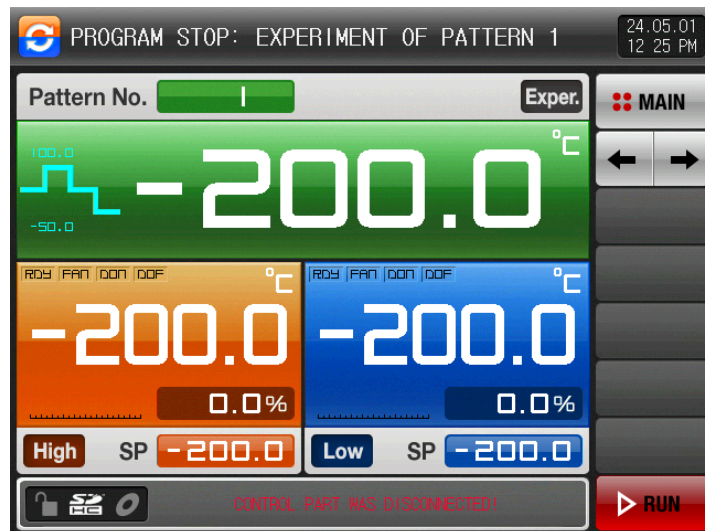 PROGRAM STOP: EXPERIMENT OF PATTERN 1
24.05.01
12 25 PM
Pattern No. 1 Exper.
MAIN
°C
100.0
-200.0
-50.0
RDY FAN DON DOF °C
-200.0
0.0%
High SP -200.0
RDY FAN DON DOF °C
-200.0
0.0%
Low SP -200.0
SD HC
CONTROL PART WAS DISCONNECTED!
RUN